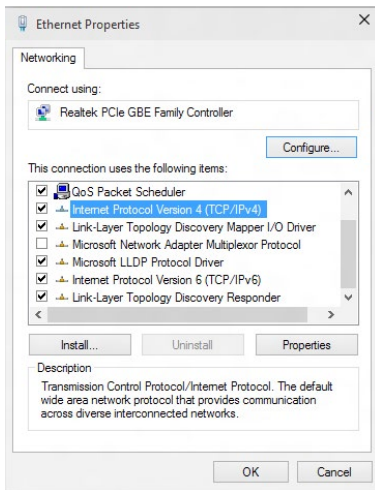 Ethernet Properties
Networking
Connect using:
Realtek PCIe GBE Family Controller
Configure...
This connection uses the following items:
QoS Packet Scheduler
Internet Protocol Version 4 (TCP/IPv4)
Link-Layer Topology Discovery Mapper I/O Driver
Microsoft Network Adapter Multiplexor Protocol
Microsoft LLDP Protocol Driver
Internet Protocol Version 6 (TCP/IPv6)
Link-Layer Topology Discovery Responder
Install... Uninstall Properties
Description
Transmission Control Protocol/Internet Protocol. The default
wide area network protocol that provides communication
across diverse interconnected networks.
OK Cancel